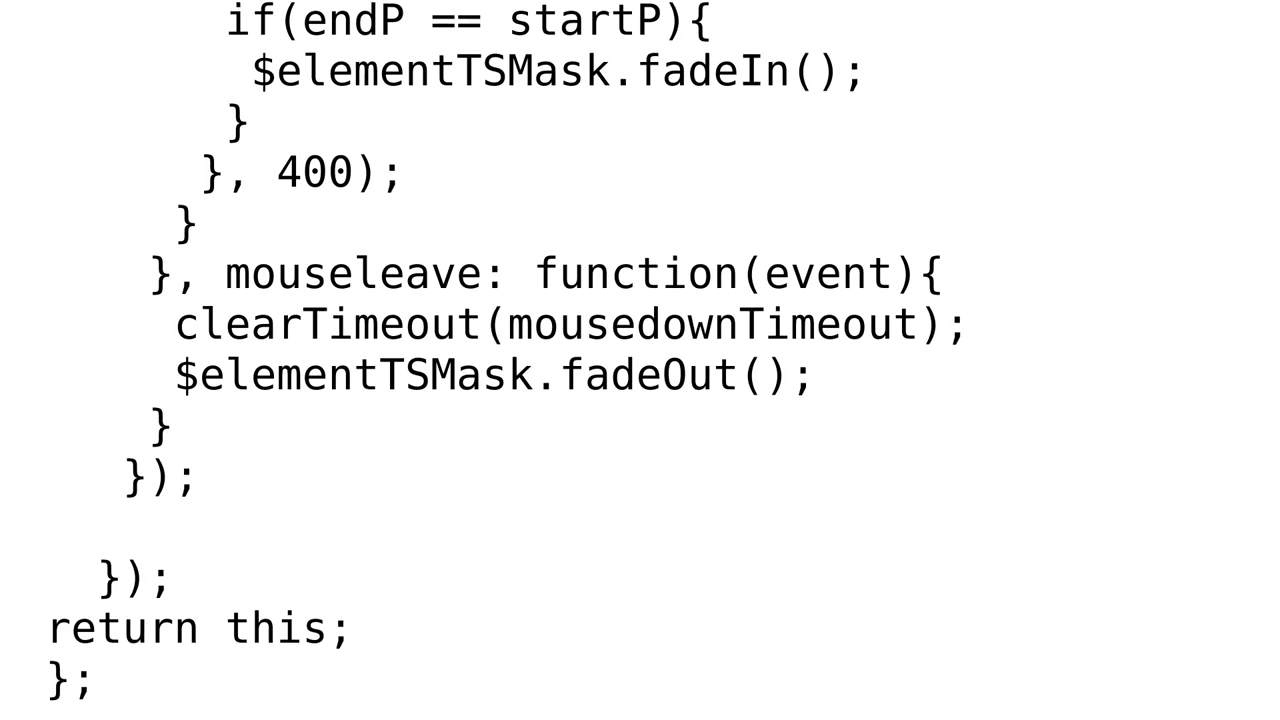 if(endP == startP){
$elementTSMask.fadeIn();
}
}, 400);
}
}, mouseleave: function(event){
clearTimeout(mousedownTimeout);
$elementTSMask.fadeOut();
}
});
});
return this;
};